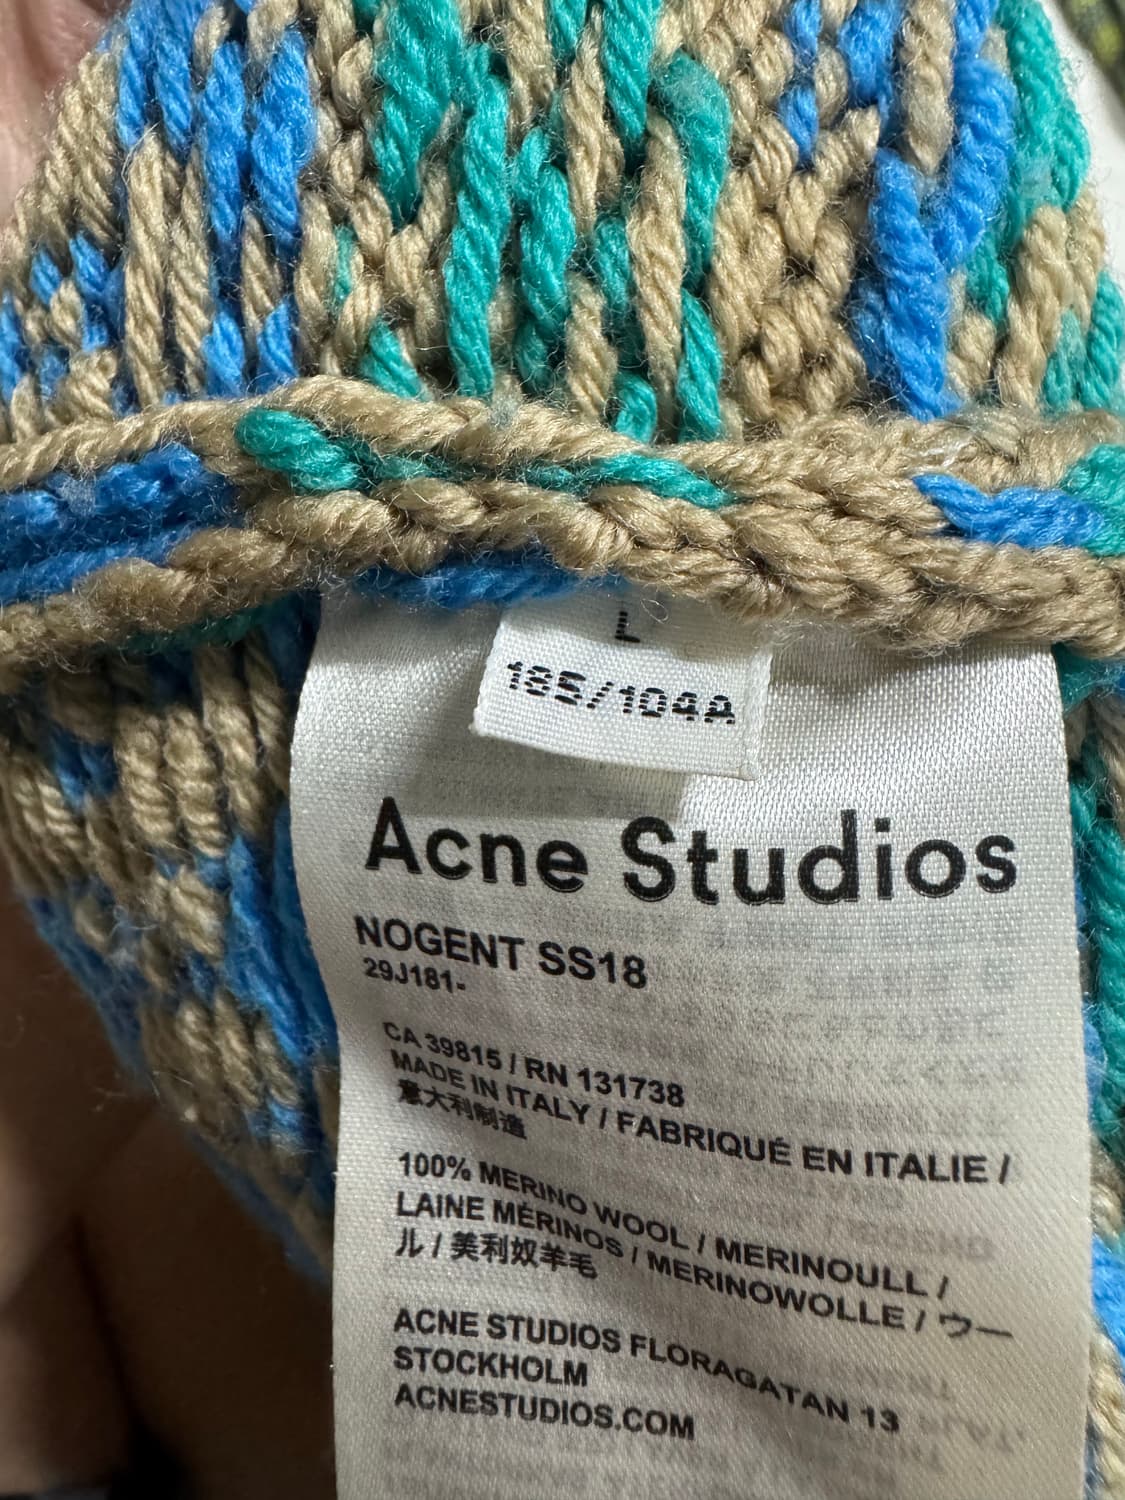 L
185/104A
Acne Studios
NOGENT SS18
29J181-
CA 39815 / RN 131738
MADE IN ITALY / FABRIQUÉ EN ITALIE /
意大利制造
100% MERINO WOOL / MERINOULL /
LAINE MÉRINOS / MERINOWOLLE / ウー
ル / 美利奴羊毛
ACNE STUDIOS FLORAGATAN 13
STOCKHOLM
ACNESTUDIOS.COM